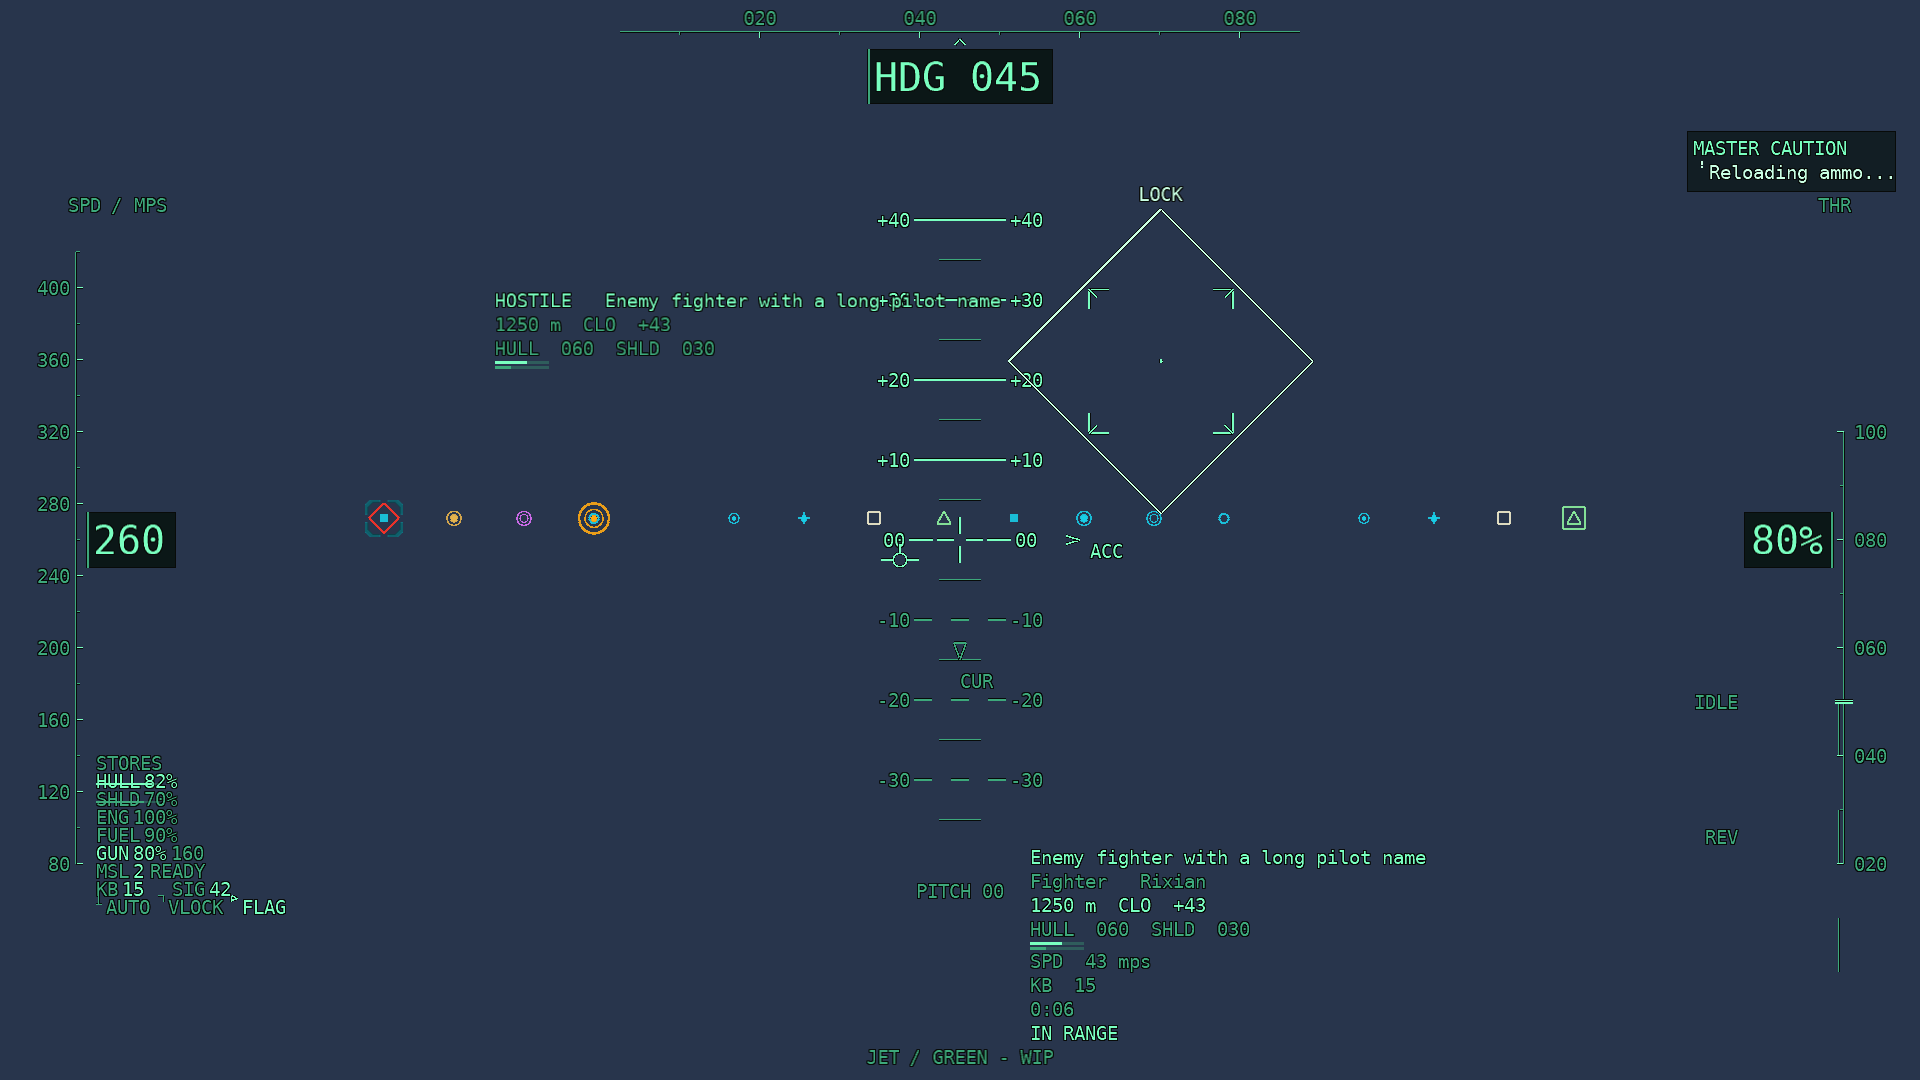 020 040 060 080
HDG 045
MASTER CAUTION
!Reloading ammo...
SPD / MPS
THR
LOCK
+40 +40
400
HOSTILE Enemy fighter with a long pilot name
+30 +30
1250 m CLO +43
HULL 060 SHLD 030
360
+20 +20
320
100
+10 +10
280
260
00 00
ACC
80%
080
240
200
-10 -10
060
CUR
-20 -20
IDLE
160
040
STORES
HULL 82%
-30 -30
120
SHLD 70%
ENG 100%
FUEL 90%
REV
GUN 80% 160
80
020
MSL 2 READY
KB 15 SIG 42
AUTO VLOCK FLAG
PITCH 00
Enemy fighter with a long pilot name
Fighter Rixian
1250 m CLO +43
HULL 060 SHLD 030
SPD 43 mps
KB 15
0:06
IN RANGE
JET / GREEN - WIP